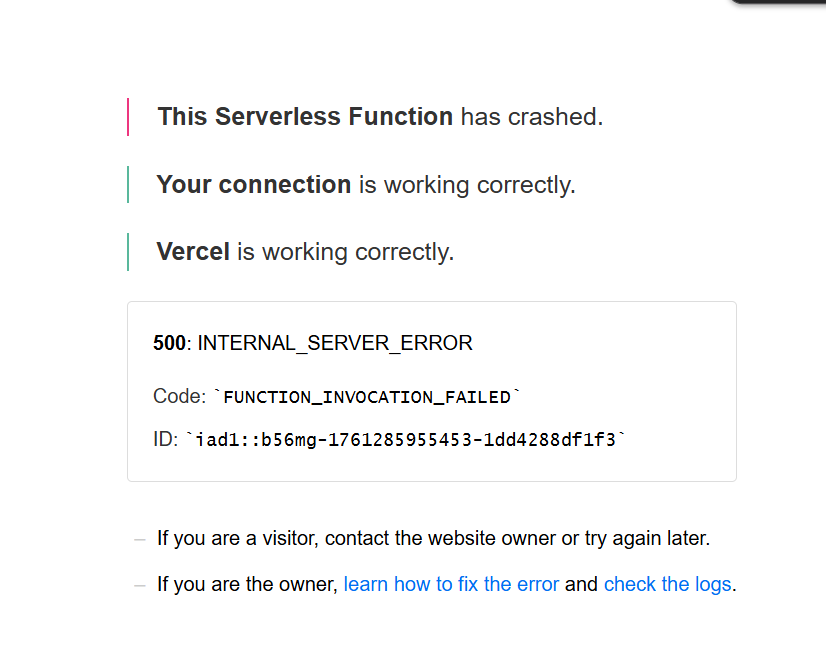 This Serverless Function has crashed.
Your connection is working correctly.
Vercel is working correctly.
500: INTERNAL_SERVER_ERROR
Code: `FUNCTION_INVOCATION_FAILED`
ID: `iad1::b56mg-1761285955453-1dd4288df1f3`
– If you are a visitor, contact the website owner or try again later.
– If you are the owner, learn how to fix the error and check the logs.